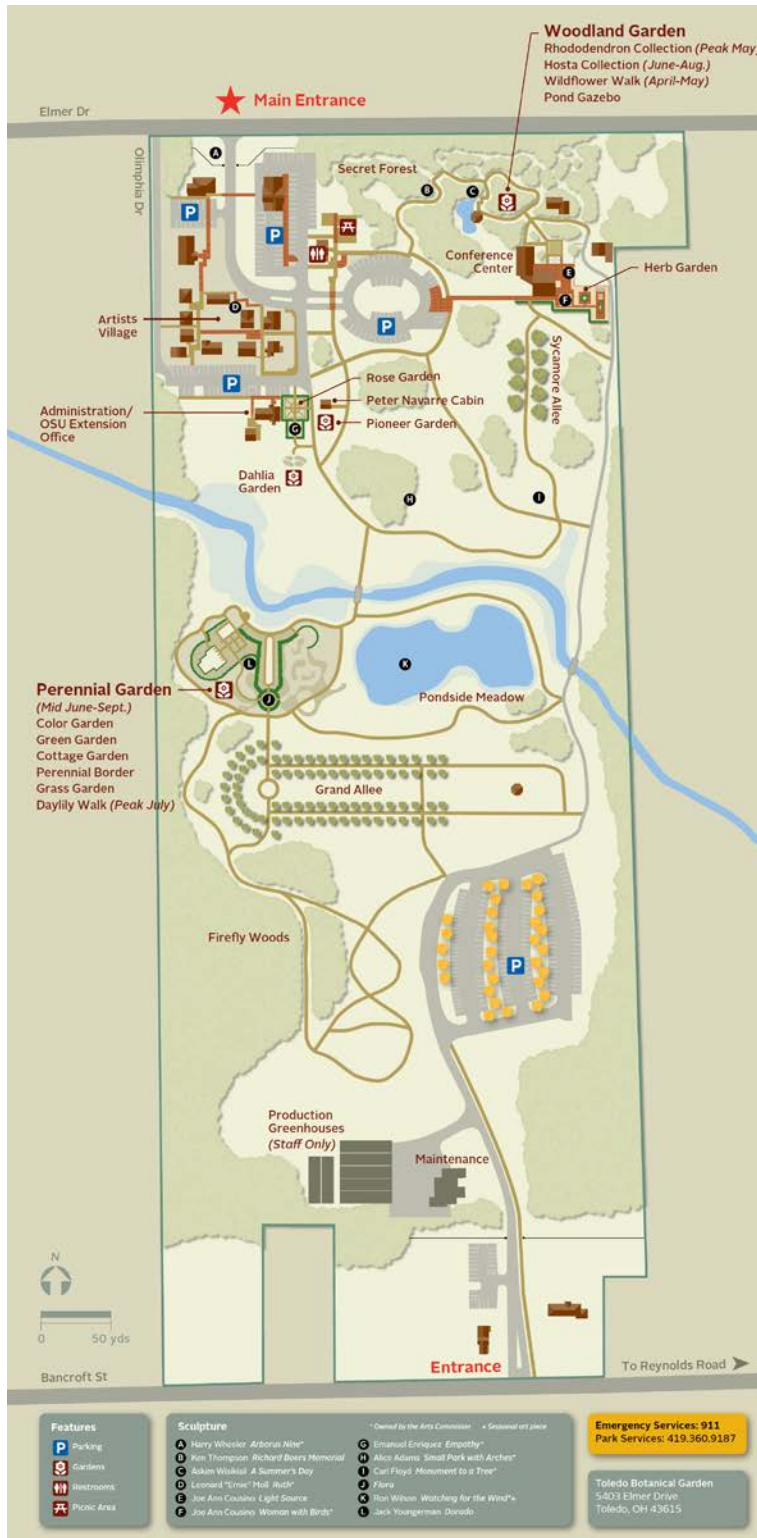 Woodland Garden
Rhododendron Collection (Peak May)
Hosta Collection (June-Aug.)
Wildflower Walk (April-May)
Pond Gazebo
Main Entrance
Elmer Dr
Olimphia Dr
A
Secret Forest
B
C
P
P
Conference
Center
E
Herb Garden
F
D
Artists
Village
P
Sycamore Allee
P
Rose Garden
Peter Navarre Cabin
Administration/
OSU Extension
Office
G
Pioneer Garden
Dahlia
Garden
H
I
L
K
J
Perennial Garden
(Mid June-Sept.)
Color Garden
Green Garden
Cottage Garden
Perennial Border
Grass Garden
Daylily Walk (Peak July)
Pondside Meadow
Grand Allee
Firefly Woods
P
Production
Greenhouses
(Staff Only)
Maintenance
N
0 50 yds
Entrance
To Reynolds Road
Bancroft St
Features
P Parking
Gardens
Restrooms
Picnic Area
Sculpture
* Owned by the Arts Commission + Seasonal art piece
A Harry Wheeler Arborus Nine*
B Ken Thompson Richard Boers Memorial
C A Summer's Day
D Leonard "Ernie" Moll Ruth*
E Joe Ann Cousino Light Source
F Joe Ann Cousino Woman with Birds*
G Emanuel Enriquez Empathy*
H Alice Adams Small Park with Arches*
I Carl Floyd Monument to a Tree*
J Flora
K Ron Wilson Watching for the Wind*+
L Jack Youngerman Dorado
Emergency Services: 911
Park Services: 419.360.9187
Toledo Botanical Garden
5403 Elmer Drive
Toledo, OH 43615